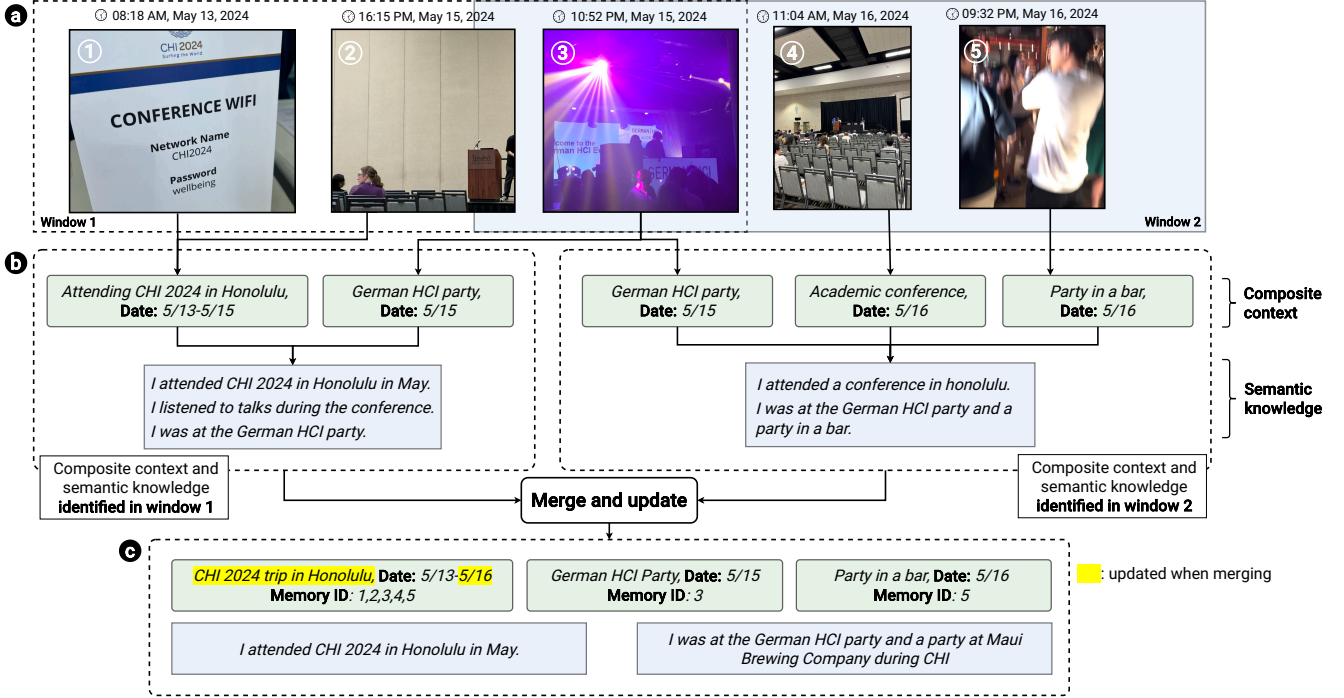 a
08:18 AM, May 13, 2024
16:15 PM, May 15, 2024
10:52 PM, May 15, 2024
11:04 AM, May 16, 2024
09:32 PM, May 16, 2024
1
CHI 2024
Surfing the World
CONFERENCE WIFI
Network Name
CHI2024
Password
wellbeing
2
3
GERMAN H
come to the
man HCI E
GERM HCI
4
5
Window 1
Window 2
b
Attending CHI 2024 in Honolulu,
Date: 5/13-5/15
German HCI party,
Date: 5/15
German HCI party,
Date: 5/15
Academic conference,
Date: 5/16
Party in a bar,
Date: 5/16
Composite
context
I attended CHI 2024 in Honolulu in May.
I listened to talks during the conference.
I was at the German HCI party.
I attended a conference in honolulu.
I was at the German HCI party and a
party in a bar.
Semantic
knowledge
Composite context and
semantic knowledge
identified in window 1
Merge and update
Composite context and
semantic knowledge
identified in window 2
c
CHI 2024 trip in Honolulu, Date: 5/13-5/16
Memory ID: 1,2,3,4,5
German HCI Party, Date: 5/15
Memory ID: 3
Party in a bar, Date: 5/16
Memory ID: 5
: updated when merging
I attended CHI 2024 in Honolulu in May.
I was at the German HCI party and a party at Maui
Brewing Company during CHI